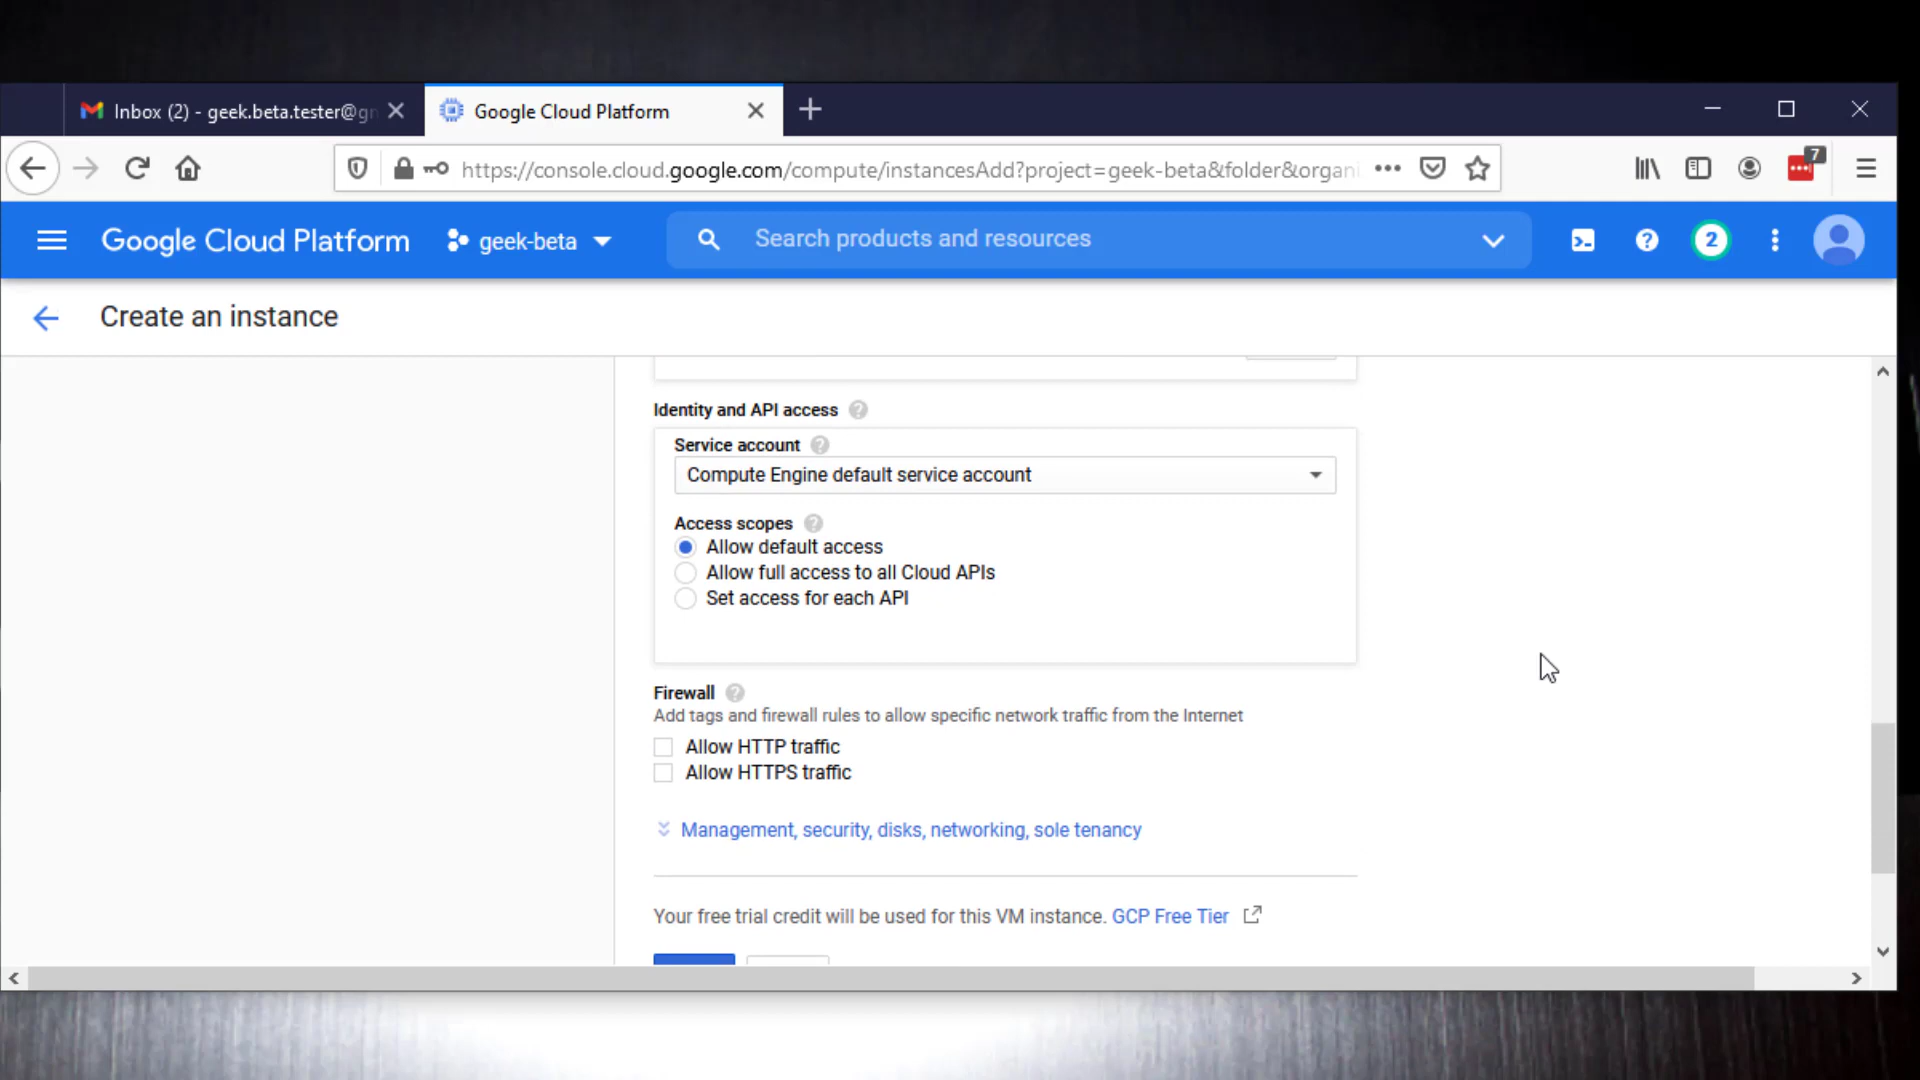 Inbox (2) - geek.beta.tester@gm
Google Cloud Platform
https://console.cloud.google.com/compute/instancesAdd?project=geek-beta&folder&organi
7
Google Cloud Platform
geek-beta
Search products and resources
2
Create an instance
Identity and API access
Service account
Compute Engine default service account
Access scopes
Allow default access
Allow full access to all Cloud APIs
Set access for each API
Firewall
Add tags and firewall rules to allow specific network traffic from the Internet
Allow HTTP traffic
Allow HTTPS traffic
Management, security, disks, networking, sole tenancy
Your free trial credit will be used for this VM instance. GCP Free Tier